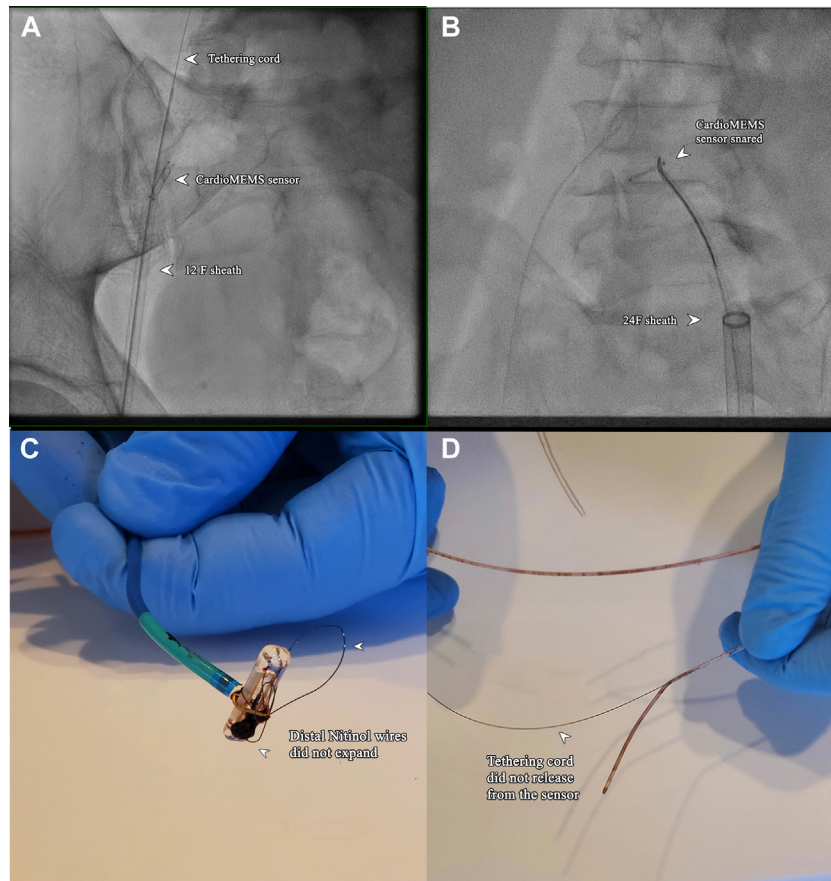 A
Tethering cord
CardioMEMS sensor
12 F sheath
B
CardioMEMS
sensor snared
24F sheath
C
Distal Nitinol wires
did not expand
D
Tethering cord
did not release
from the sensor